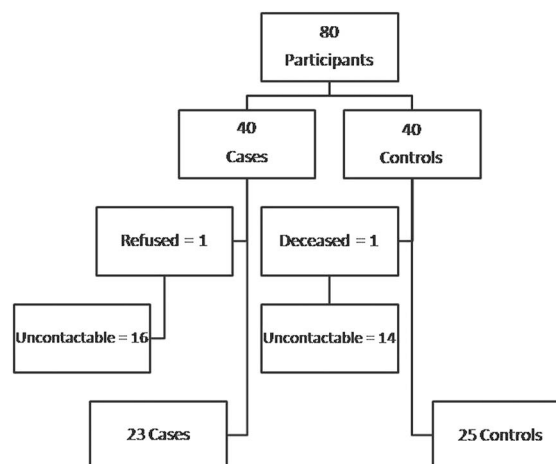 80
Participants
40
Cases
40
Controls
Refused = 1
Deceased = 1
Uncontactable = 16
Uncontactable = 14
23 Cases
25 Controls